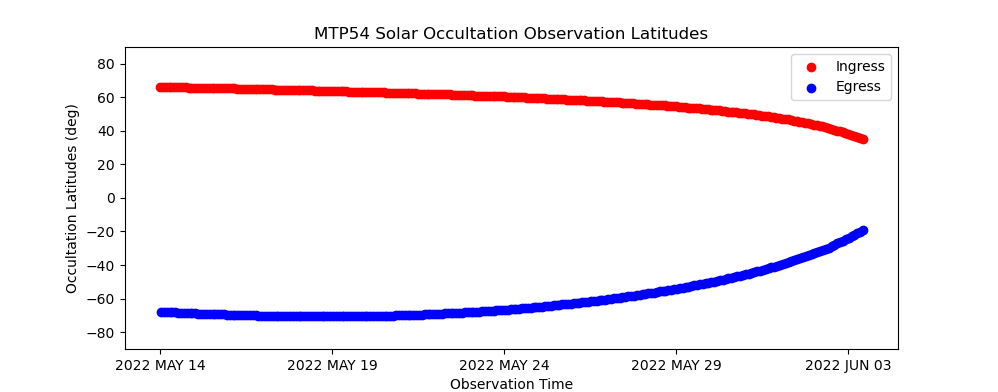 MTP54 Solar Occultation Observation Latitudes
Ingress
Egress
Occultation Latitudes (deg)
80
60
40
20
0
−20
−40
−60
−80
2022 MAY 14 2022 MAY 19 2022 MAY 24 2022 MAY 29 2022 JUN 03
Observation Time